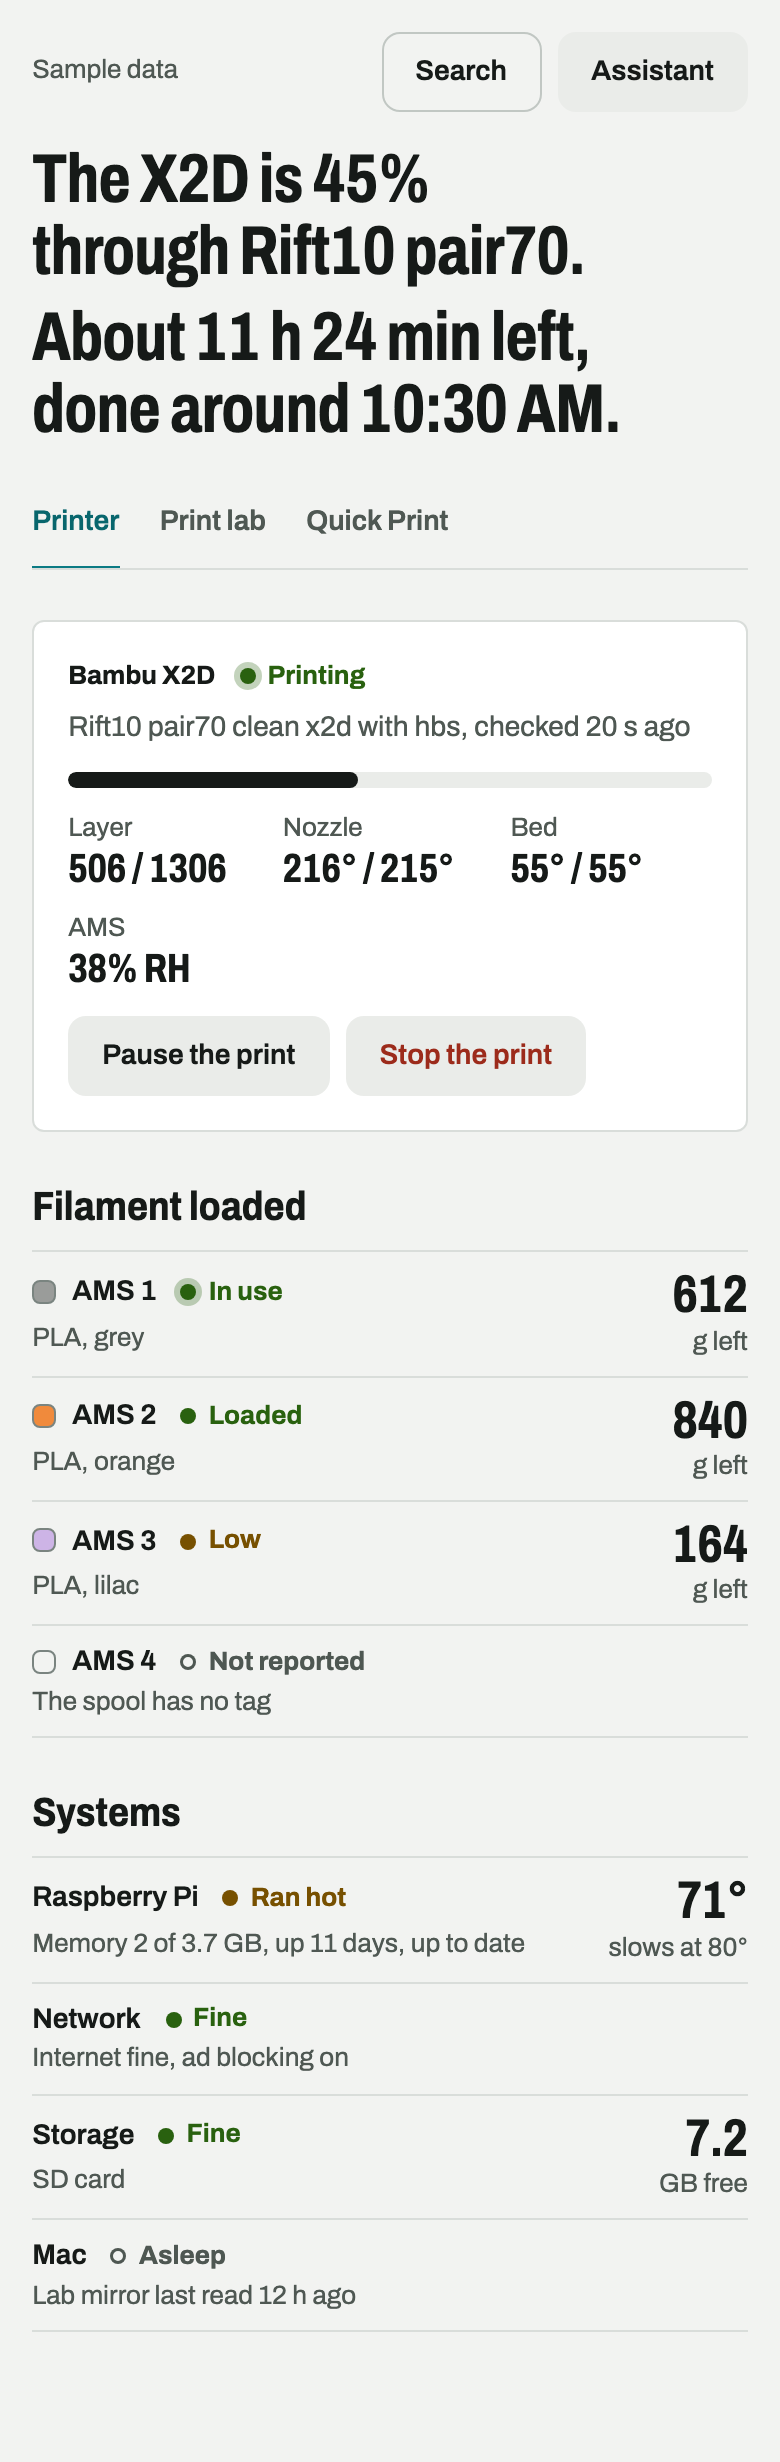 Sample data
Search
Assistant
The X2D is 45%
through Rift10 pair70.
About 11 h 24 min left,
done around 10:30 AM.
Printer
Print lab
Quick Print
Bambu X2D
Printing
Rift10 pair70 clean x2d with hbs, checked 20 s ago
Layer
506 / 1306
Nozzle
216° / 215°
Bed
55° / 55°
AMS
38% RH
Pause the print
Stop the print
Filament loaded
AMS 1
In use
PLA, grey
612
g left
AMS 2
Loaded
PLA, orange
840
g left
AMS 3
Low
PLA, lilac
164
g left
AMS 4
Not reported
The spool has no tag
Systems
Raspberry Pi
Ran hot
Memory 2 of 3.7 GB, up 11 days, up to date
71°
slows at 80°
Network
Fine
Internet fine, ad blocking on
Storage
Fine
SD card
7.2
GB free
Mac
Asleep
Lab mirror last read 12 h ago